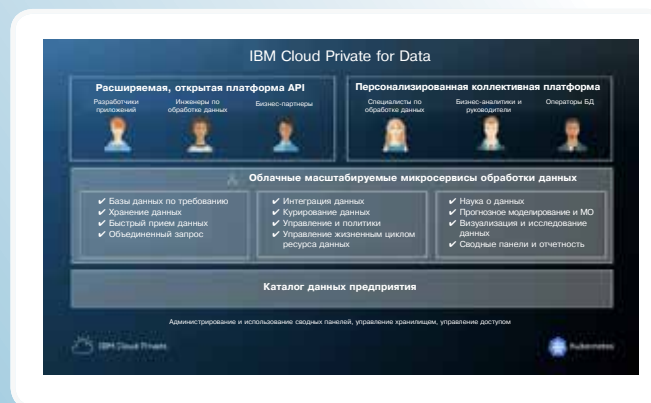 IBM Cloud Private for Data
Расширяемая, открытая платформа API
Разработчики
приложений
Инженеры по
обработке данных
Бизнес-партнеры
Персонализированная коллективная платформа
Специалисты по
обработке данных
Бизнес-аналитики и
руководители
Операторы БД
Облачные масштабируемые микросервисы обработки данных
✔ Базы данных по требованию
✔ Хранение данных
✔ Быстрый прием данных
✔ Объединенный запрос
✔ Интеграция данных
✔ Курирование данных
✔ Управление и политики
✔ Управление жизненным циклом
ресурса данных
✔ Наука о данных
✔ Прогнозное моделирование и МО
✔ Визуализация и исследование
данных
✔ Сводные панели и отчетность
Каталог данных предприятия
Администрирование и использование сводных панелей, управление хранилищем, управление доступом
IBM Cloud Private
Kubernetes